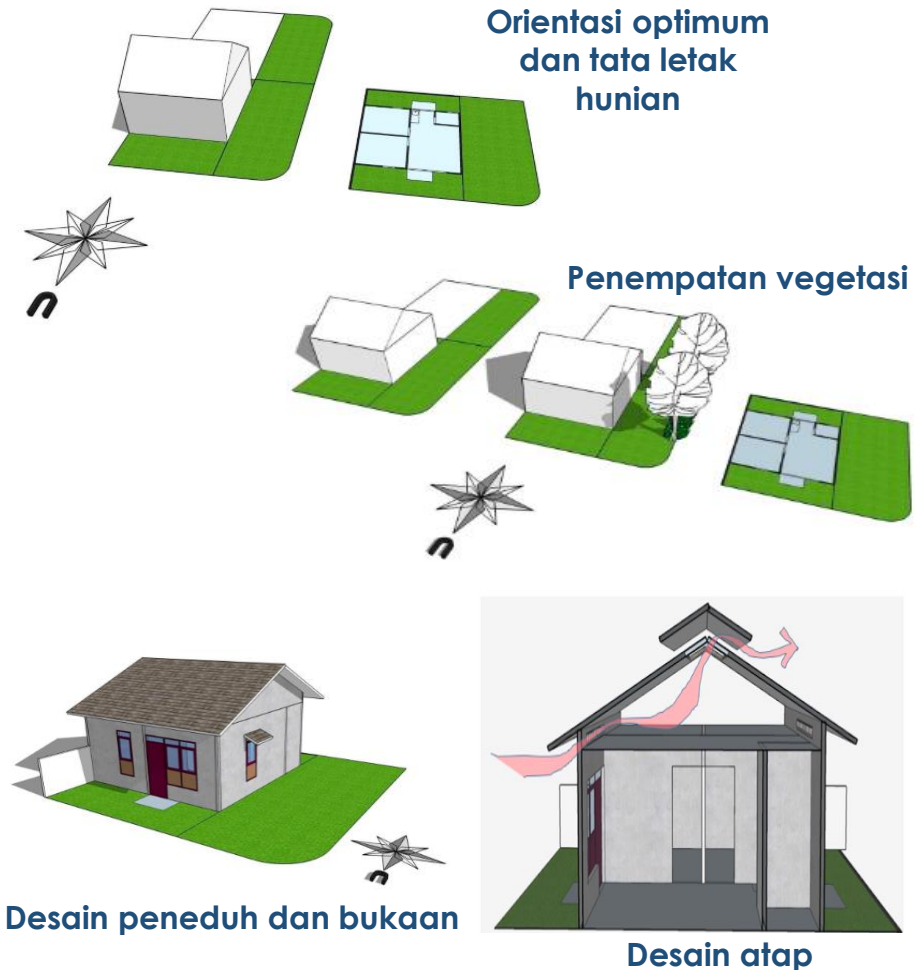 Orientasi optimum
dan tata letak
hunian
n
Penempatan vegetasi
n
n
Desain peneduh dan bukaan
Desain atap